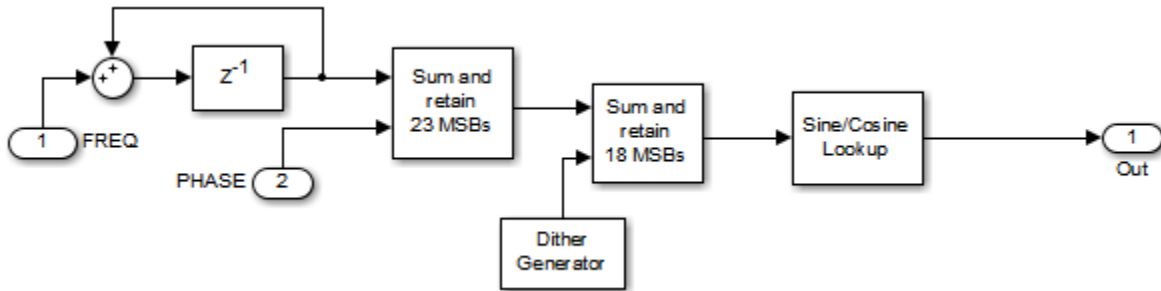 +
+
Z-1
Sum and
retain
23 MSBs
Sum and
retain
18 MSBs
Sine/Cosine
Lookup
1
Out
1
FREQ
PHASE
2
Dither
Generator